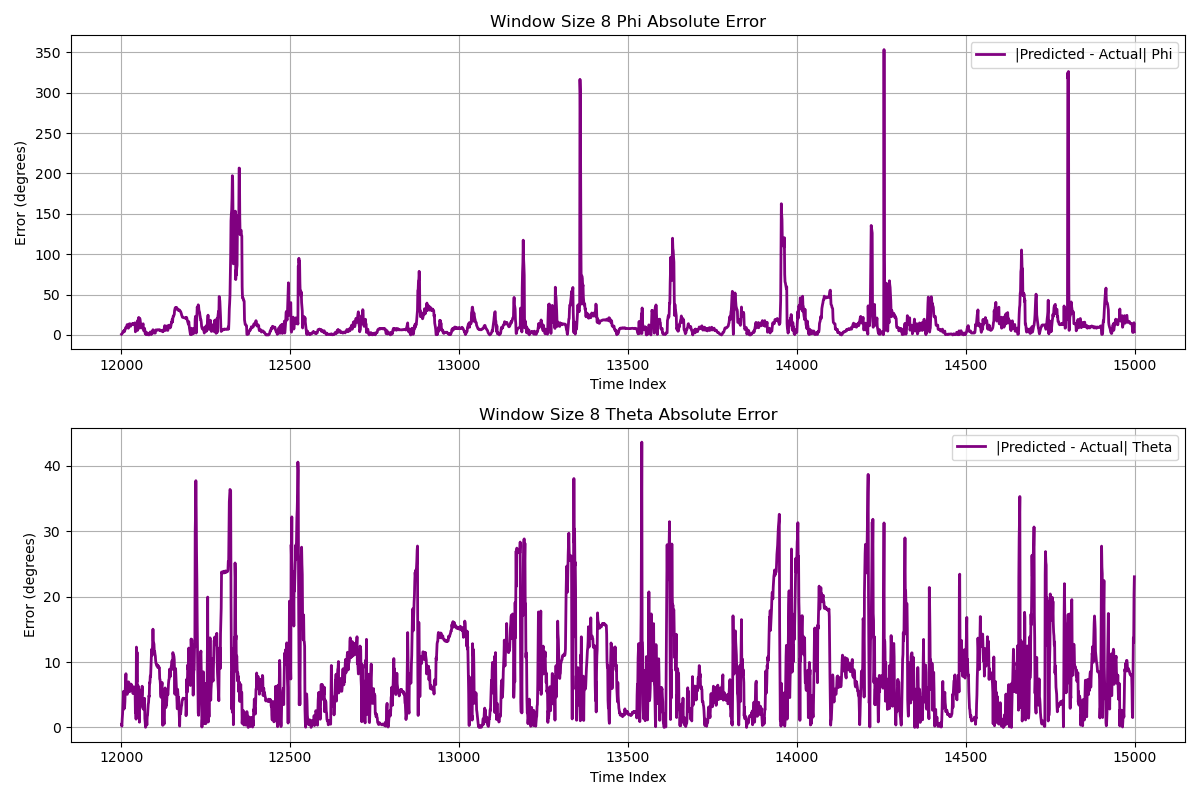 Window Size 8 Phi Absolute Error
|Predicted - Actual| Phi
Error (degrees)
350
300
250
200
150
100
50
0
12000 12500 13000 13500 14000 14500 15000
Time Index
Window Size 8 Theta Absolute Error
|Predicted - Actual| Theta
Error (degrees)
40
30
20
10
0
12000 12500 13000 13500 14000 14500 15000
Time Index